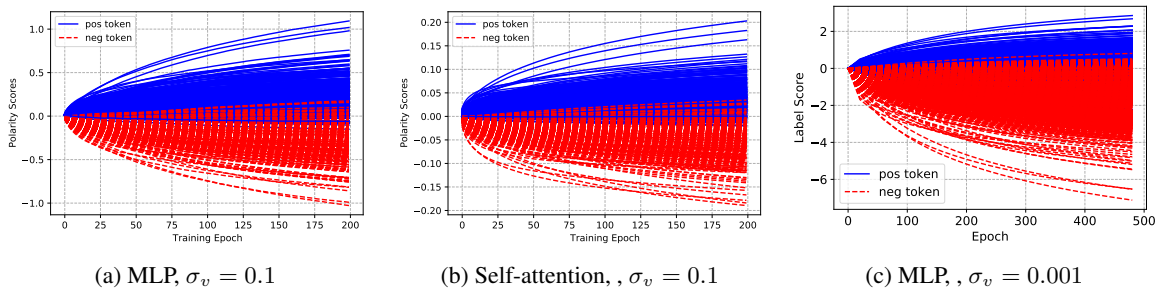 1.0
0.5
0.0
−0.5
−1.0
Polarity Scores
pos token
neg token
0 25 50 75 100 125 150 175 200
Training Epoch
(a) MLP, σv = 0.1
0.20
0.15
0.10
0.05
0.00
−0.05
−0.10
−0.15
−0.20
Polarity Scores
pos token
neg token
0 25 50 75 100 125 150 175 200
Training Epoch
(b) Self-attention, , σv = 0.1
2
0
−2
−4
−6
Label Score
pos token
neg token
0 100 200 300 400 500
Epoch
(c) MLP, , σv = 0.001